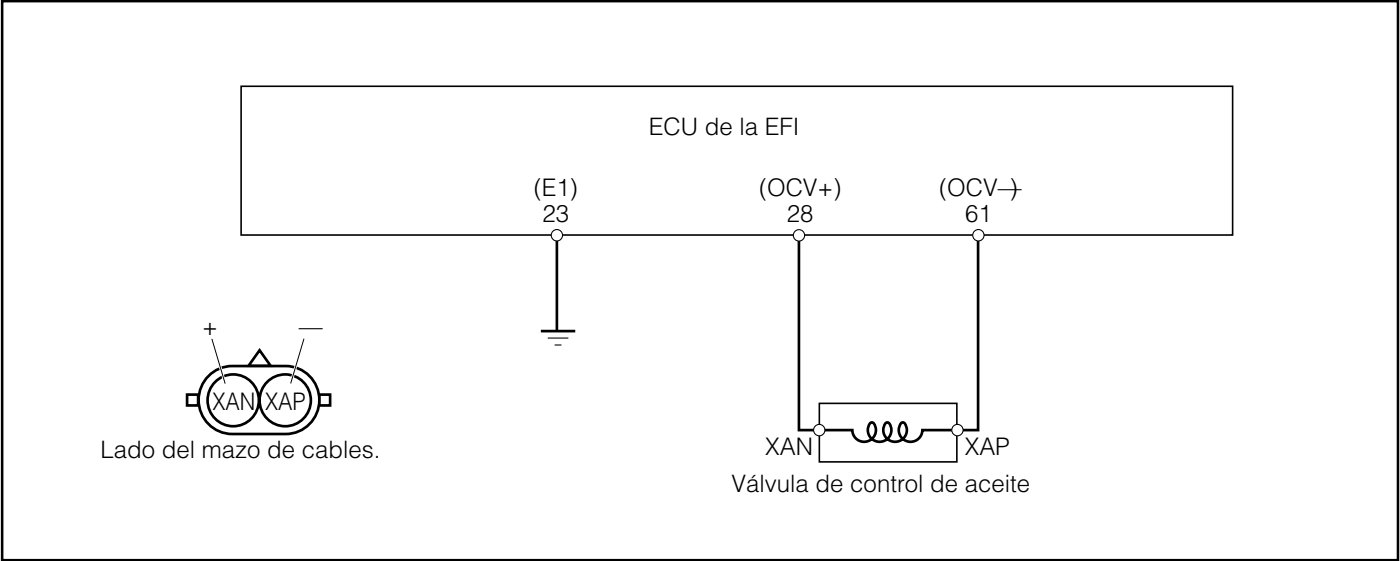 ECU de la EFI
(E1) (OCV+) (OCV–)
23 28 61
+ —
XAN XAP
Lado del mazo de cables.
XAN XAP
Válvula de control de aceite